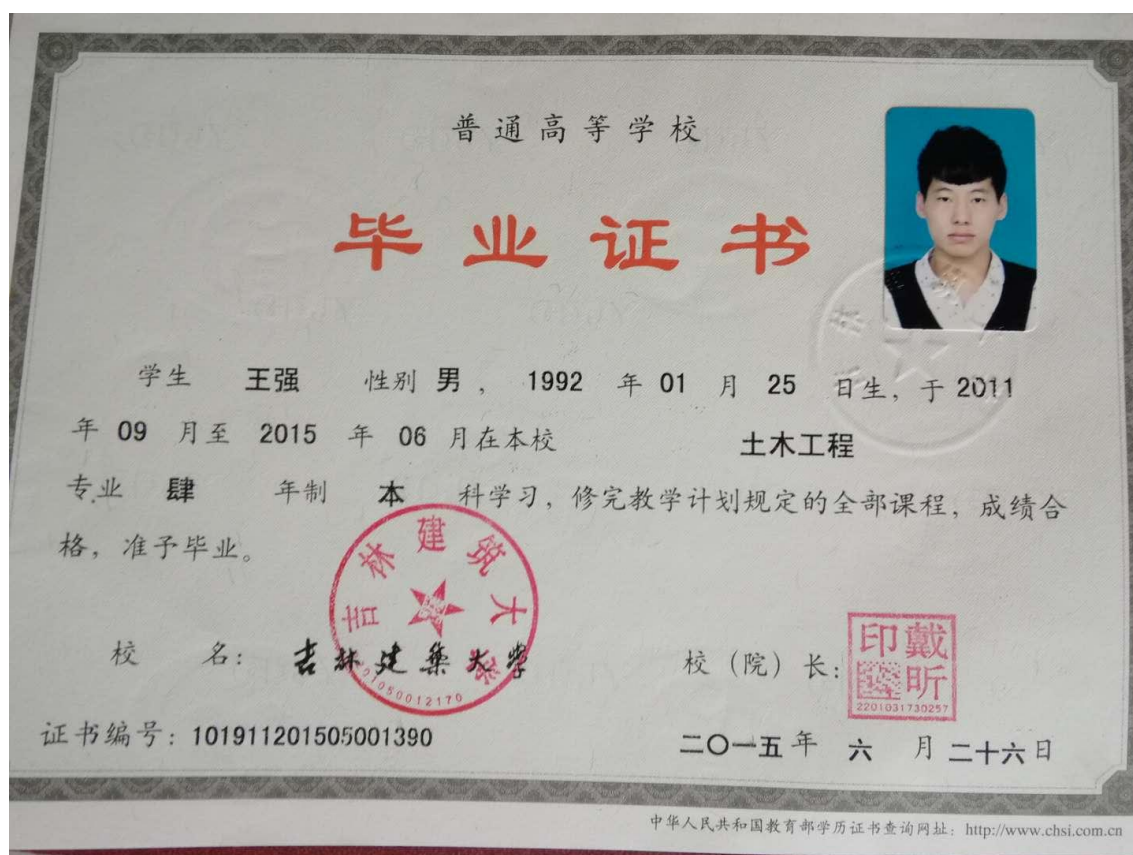 普通高等学校
毕业证书
学生 王强 性别 男， 1992 年 01 月 25 日生，于 2011
年 09 月至 2015 年 06 月在本校 土木工程
专业 肆 年制 本 科学习，修完教学计划规定的全部课程，成绩合
格，准予毕业。
吉林建筑大学
校 名：吉林建筑大学 校（院）长：
戴昕印
2201031730257
证书编号：101911201505001390 二〇一五年 六 月 二十六日
中华人民共和国教育部学历证书查询网址：http://www.chsi.com.cn